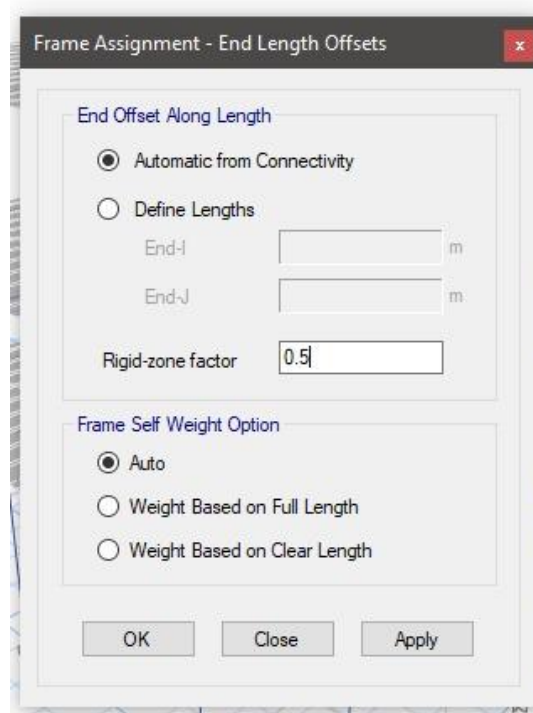 Frame Assignment - End Length Offsets
x
End Offset Along Length
Automatic from Connectivity
Define Lengths
End-I
m
End-J
m
Rigid-zone factor
0.5
Frame Self Weight Option
Auto
Weight Based on Full Length
Weight Based on Clear Length
OK Close Apply